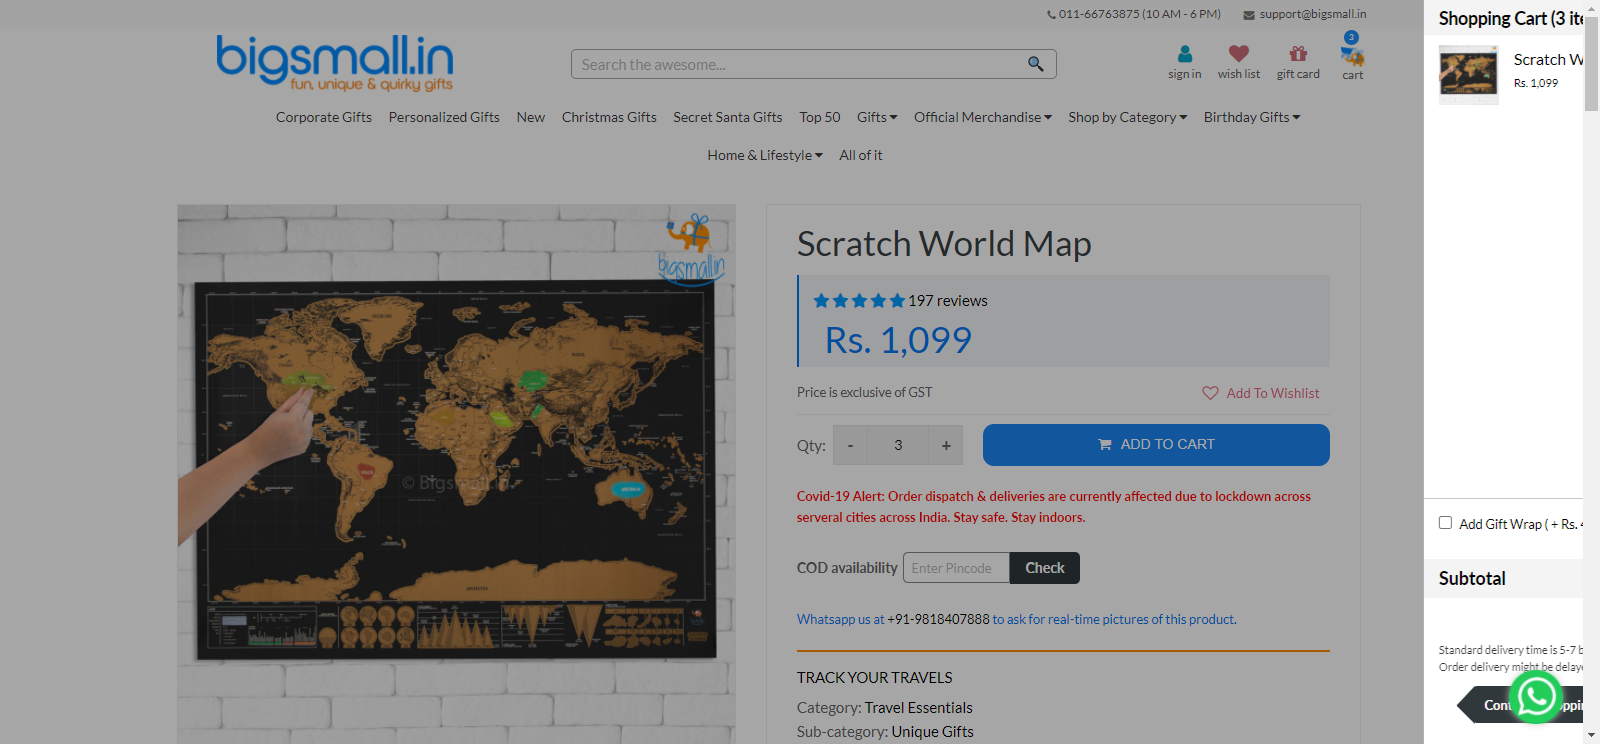 011-66763875 (10 AM - 6 PM) support@bigsmall.in
bigsmall.in
fun, unique & quirky gifts
Search the awesome...
sign in
wish list
gift card
3
cart
Corporate Gifts Personalized Gifts New Christmas Gifts Secret Santa Gifts Top 50 Gifts Official Merchandise Shop by Category Birthday Gifts
Home & Lifestyle All of it
bigsmall.in
© Bigsmall.in
Scratch World Map
197 reviews
Rs. 1,099
Price is exclusive of GST
Add To Wishlist
Qty: - 3 +
ADD TO CART
Covid-19 Alert: Order dispatch & deliveries are currently affected due to lockdown across
serveral cities across India. Stay safe. Stay indoors.
COD availability Enter Pincode Check
Whatsapp us at +91-9818407888 to ask for real-time pictures of this product.
TRACK YOUR TRAVELS
Category: Travel Essentials
Sub-category: Unique Gifts
Shopping Cart (3 ite
Scratch W
Rs. 1,099
Add Gift Wrap ( + Rs.
Subtotal
Standard delivery time is 5-7 b
Order delivery might be delaye